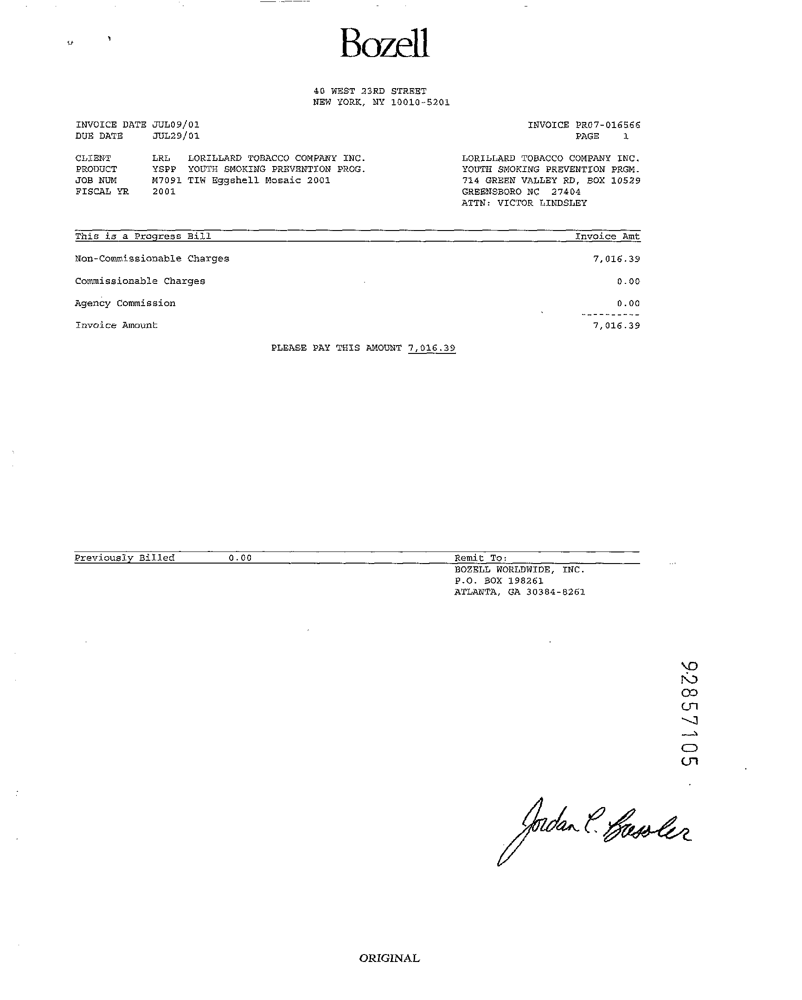 Bozell
40 WEST 23RD STREET
NEW YORK, NY 10010-5201
INVOICE DATE JUL09/01 INVOICE PR07-016566
DUE DATE JUL29/01 PAGE 1
CLIENT LRL LORILLARD TOBACCO COMPANY INC. LORILLARD TOBACCO COMPANY INC.
PRODUCT YSPP YOUTH SMOKING PREVENTION PROG. YOUTH SMOKING PREVENTION PRGM.
JOB NUM M7091 TIW Eggshell Mosaic 2001 714 GREEN VALLEY RD, BOX 10529
FISCAL YR 2001 GREENSBORO NC 27404
ATTN: VICTOR LINDSLEY
This is a Progress Bill Invoice Amt
Non-Commissionable Charges 7,016.39
Commissionable Charges 0.00
Agency Commission 0.00
----------
Invoice Amount 7,016.39
PLEASE PAY THIS AMOUNT 7,016.39
Previously Billed 0.00 Remit To:
BOZELL WORLDWIDE, INC.
P.O. BOX 198261
ATLANTA, GA 30384-8261
92857105
Jordan P. Bressler
ORIGINAL